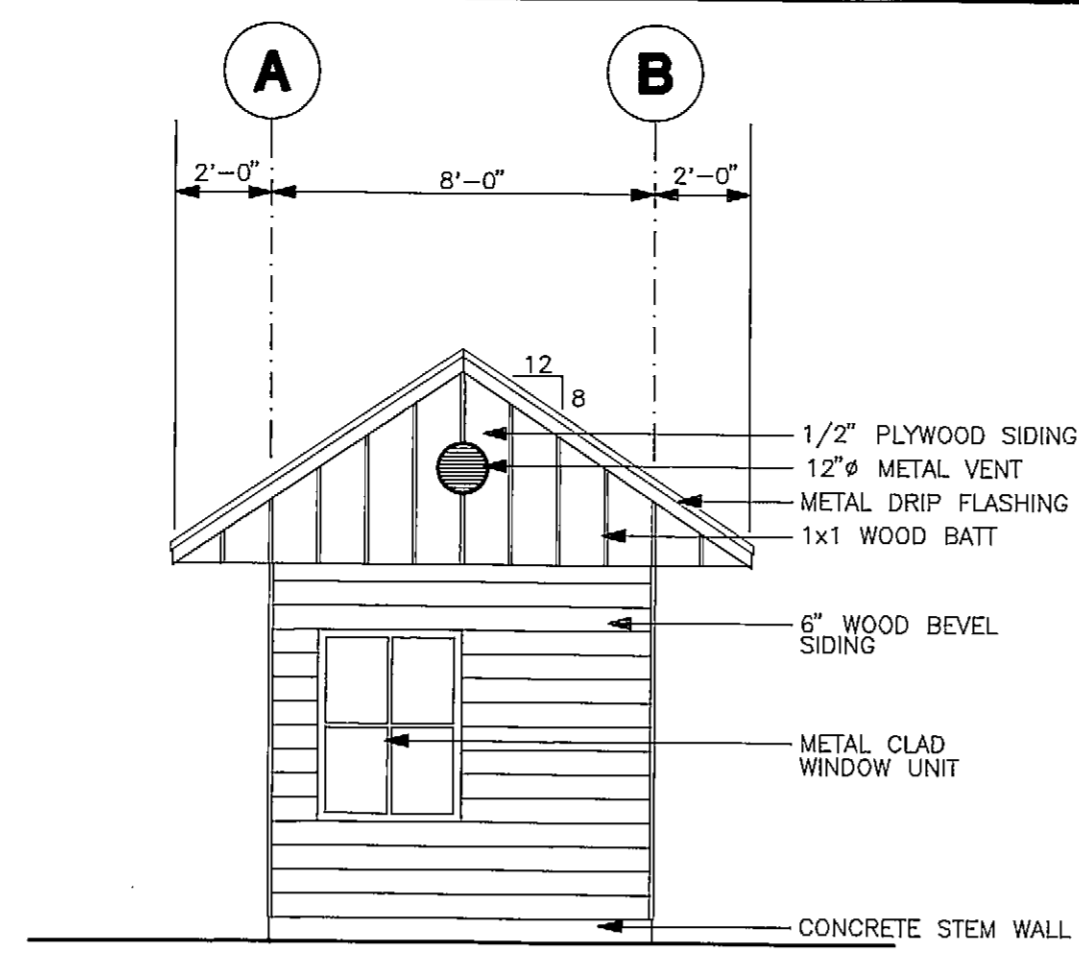 A
B
2'-0"
8'-0"
2'-0"
12
8
1/2" PLYWOOD SIDING
12"ø METAL VENT
METAL DRIP FLASHING
1x1 WOOD BATT
6" WOOD BEVEL
SIDING
METAL CLAD
WINDOW UNIT
CONCRETE STEM WALL